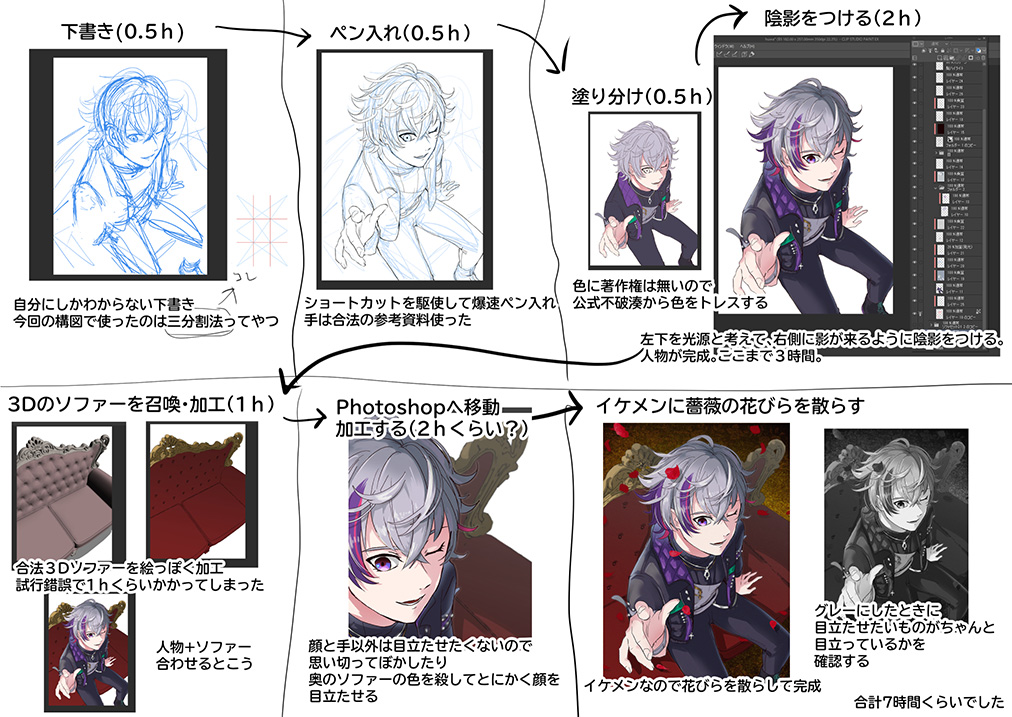 下書き(0.5h)
自分にしかわからない下書き
今回の構図で使ったのは三分割法ってやつ
コレ
ペン入れ(0.5h)
ショートカットを駆使して爆速ペン入れ
手は合法の参考資料使った
塗り分け(0.5h)
色に著作権は無いので
公式不破湊から色をトレスする
陰影をつける(2h)
左下を光源と考えて、右側に影が来るように陰影をつける。
人物が完成。ここまで3時間。
3Dのソファーを召喚・加工(1h)
合法3Dソファーを絵っぽく加工
試行錯誤で1hくらいかかってしまった
人物+ソファー
合わせるとこう
Photoshopへ移動
加工する(2hくらい?)
顔と手以外は目立たせたくないので
思い切ってぼかしたり
奥のソファーの色を殺してとにかく顔を
目立たせる
イケメンに薔薇の花びらを散らす
イケメンなので花びらを散らして完成
グレーにしたときに
目立たせたいものがちゃんと
目立っているかを
確認する
合計7時間くらいでした